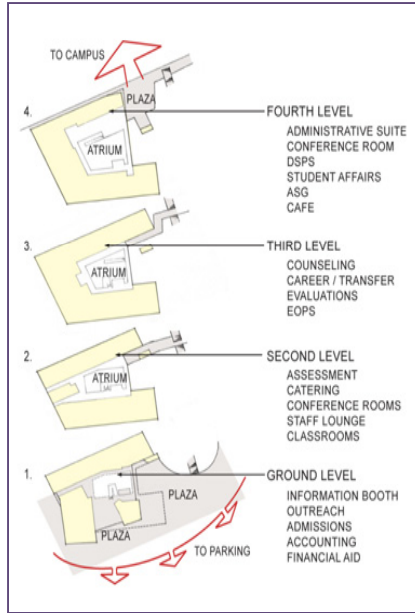 TO CAMPUS
PLAZA
4.
ATRIUM
FOURTH LEVEL
ADMINISTRATIVE SUITE
CONFERENCE ROOM
DSPS
STUDENT AFFAIRS
ASG
CAFE
3.
ATRIUM
THIRD LEVEL
COUNSELING
CAREER / TRANSFER
EVALUATIONS
EOPS
2.
ATRIUM
SECOND LEVEL
ASSESSMENT
CATERING
CONFERENCE ROOMS
STAFF LOUNGE
CLASSROOMS
1.
PLAZA
PLAZA
TO PARKING
GROUND LEVEL
INFORMATION BOOTH
OUTREACH
ADMISSIONS
ACCOUNTING
FINANCIAL AID